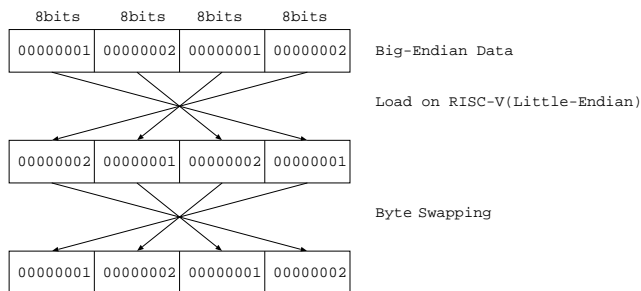 8bits 8bits 8bits 8bits
00000001 00000002 00000001 00000002 Big-Endian Data
Load on RISC-V(Little-Endian)
00000002 00000001 00000002 00000001
Byte Swapping
00000001 00000002 00000001 00000002